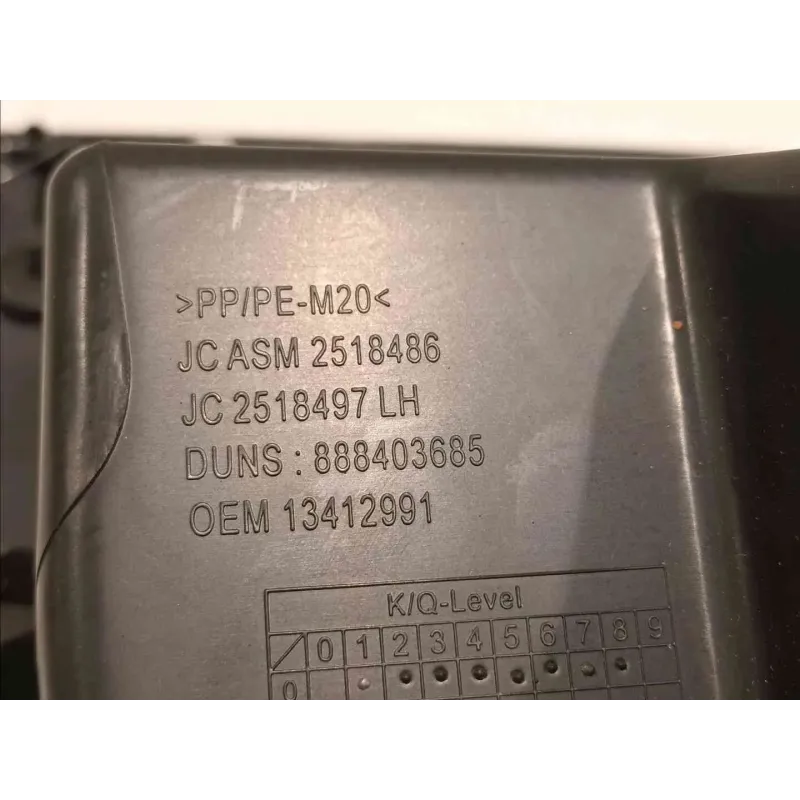 >PP/PE-M20<
JC ASM 2518486
JC 2518497 LH
DUNS : 888403685
OEM 13412991
K/Q-Level
/ 0 1 2 3 4 5 6 7 8 9
0